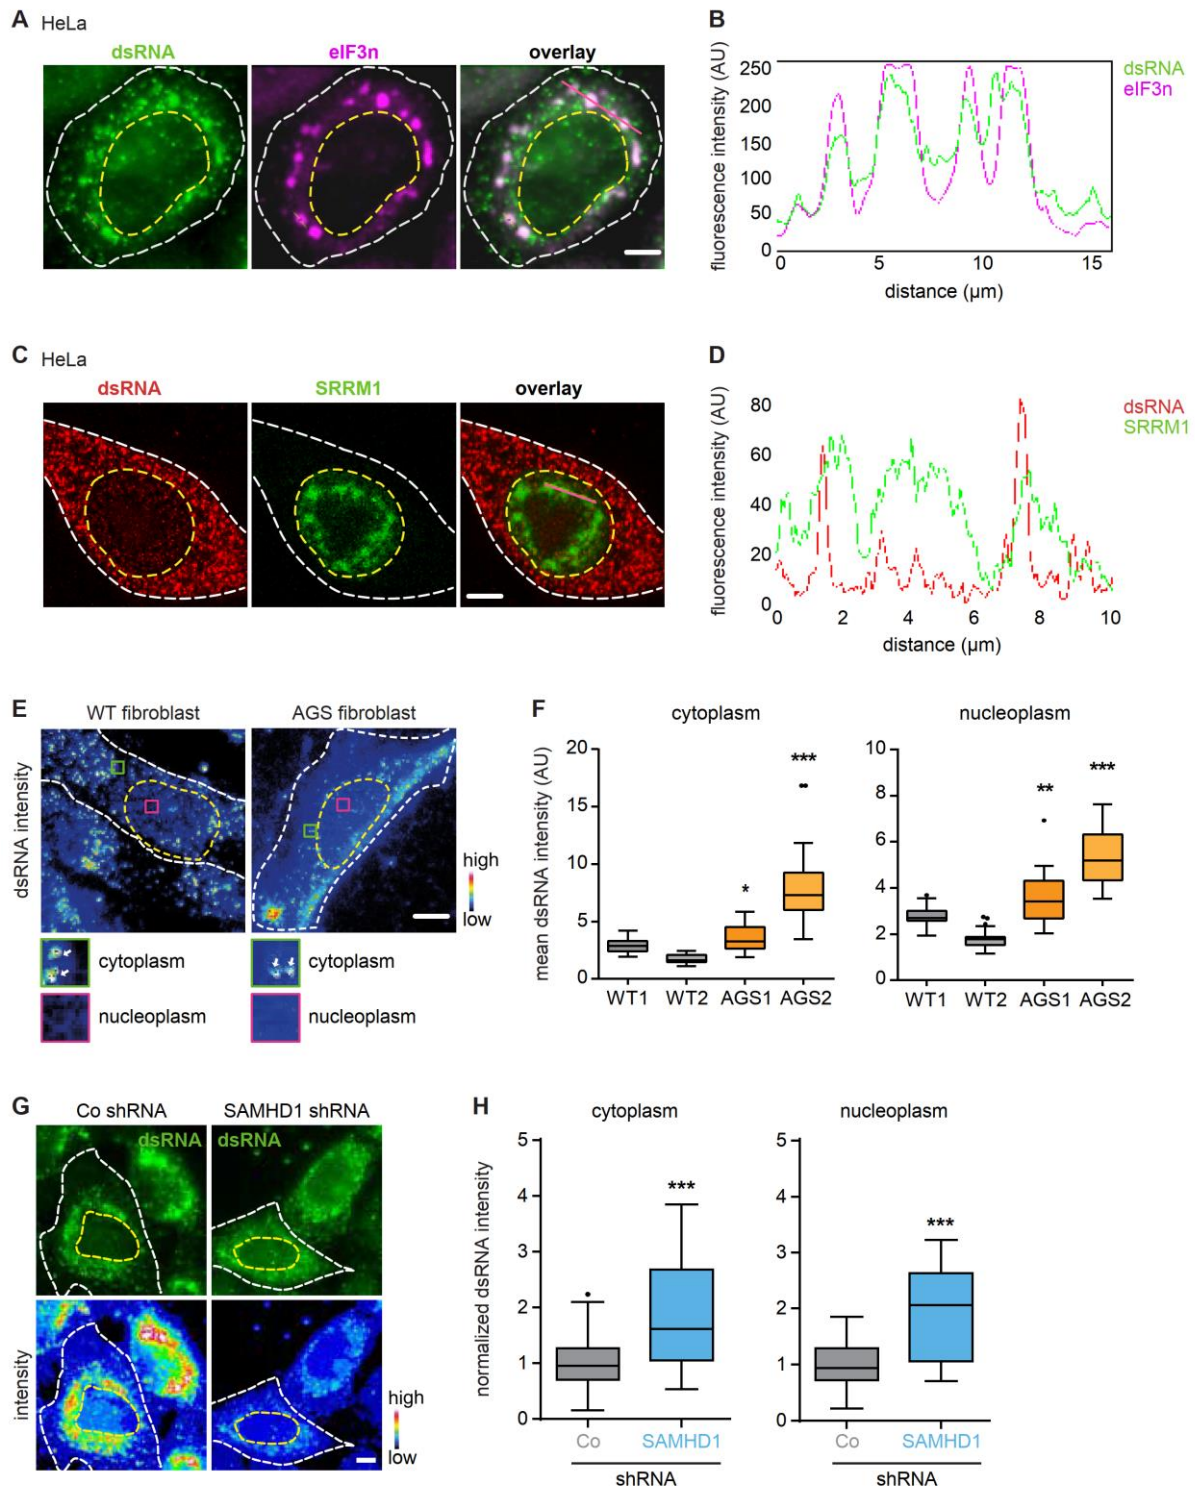 A HeLa
dsRNA eIF3n overlay
B
fluorescence intensity (AU)
250
200
150
100
50
0
0 5 10 15
distance (µm)
dsRNA
eIF3n
C HeLa
dsRNA SRRM1 overlay
D
fluorescence intensity (AU)
80
60
40
20
0
0 2 4 6 8 10
distance (µm)
dsRNA
SRRM1
E
WT fibroblast AGS fibroblast
dsRNA intensity
high
low
cytoplasm cytoplasm
nucleoplasm nucleoplasm
F
cytoplasm
mean dsRNA intensity (AU)
20
15
10
5
0
* ***
WT1 WT2 AGS1 AGS2
nucleoplasm
10
8
6
4
2
0
** ***
WT1 WT2 AGS1 AGS2
G
Co shRNA SAMHD1 shRNA
dsRNA dsRNA
intensity
high
low
H
cytoplasm
normalized dsRNA intensity
5
4
3
2
1
0
***
Co SAMHD1
shRNA
nucleoplasm
5
4
3
2
1
0
***
Co SAMHD1
shRNA